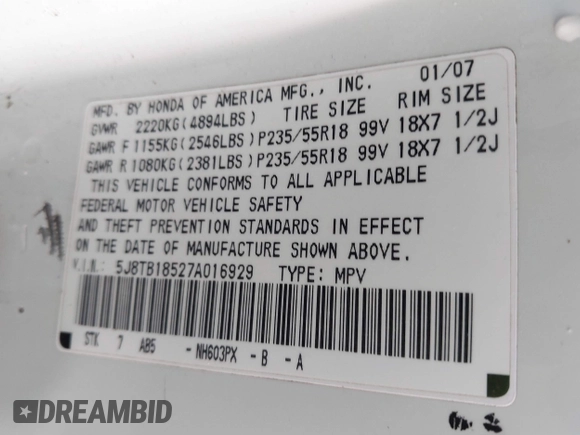 MFD. BY HONDA OF AMERICA MFG., INC. 01/07
GVWR 2220KG(4894LBS) TIRE SIZE RIM SIZE
GAWR F 1155KG(2546LBS) P235/55R18 99V 18X7 1/2J
GAWR R 1080KG(2381LBS) P235/55R18 99V 18X7 1/2J
THIS VEHICLE CONFORMS TO ALL APPLICABLE
FEDERAL MOTOR VEHICLE SAFETY
AND THEFT PREVENTION STANDARDS IN EFFECT
ON THE DATE OF MANUFACTURE SHOWN ABOVE.
V.I.N.: 5J8TB18527A016929 TYPE: MPV
STK 7 AB5 -NH603PX -B -A
DREAMBID